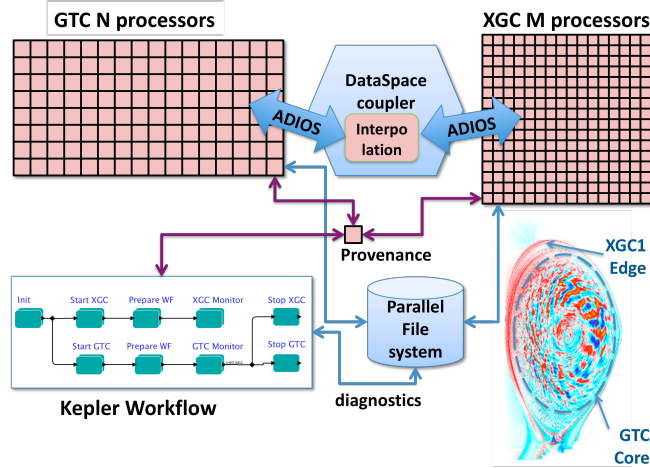 GTC N processors
XGC M processors
DataSpace
coupler
ADIOS
Interpo
lation
ADIOS
Provenance
XGC1
Edge
Init
Start XGC
Prepare WF
XGC Monitor
Stop XGC
Start GTC
Prepare WF
GTC Monitor
Stop GTC
Parallel
File
system
Kepler Workflow
diagnostics
GTC
Core